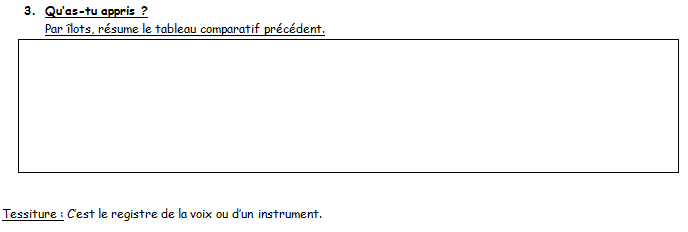 3. Qu'as-tu appris ?
Par îlots, résume le tableau comparatif précédent.
Tessiture : C'est le registre de la voix ou d'un instrument.